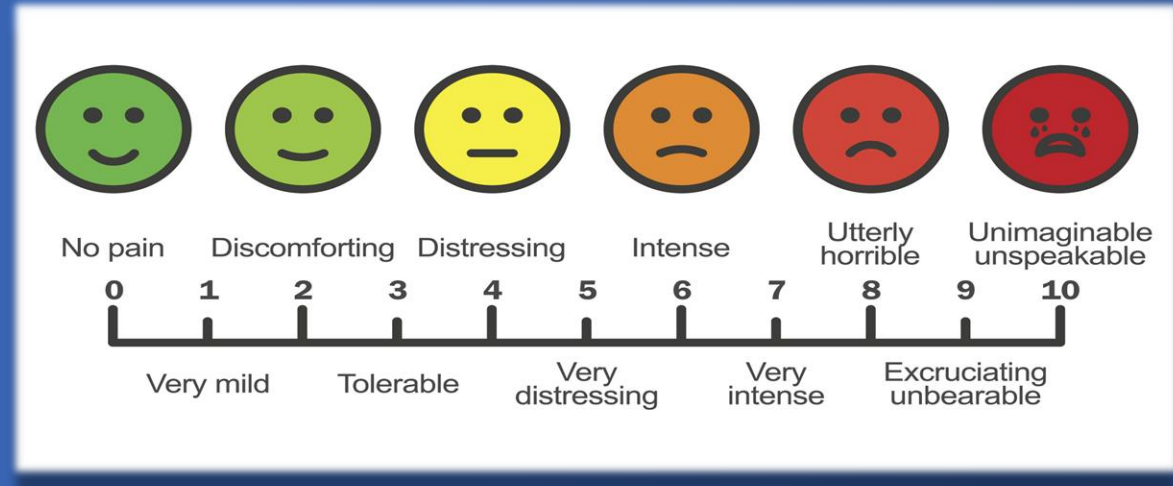 No pain
Discomforting
Distressing
Intense
Utterly
horrible
Unimaginable
unspeakable
0 1 2 3 4 5 6 7 8 9 10
Very mild
Tolerable
Very
distressing
Very
intense
Excruciating
unbearable